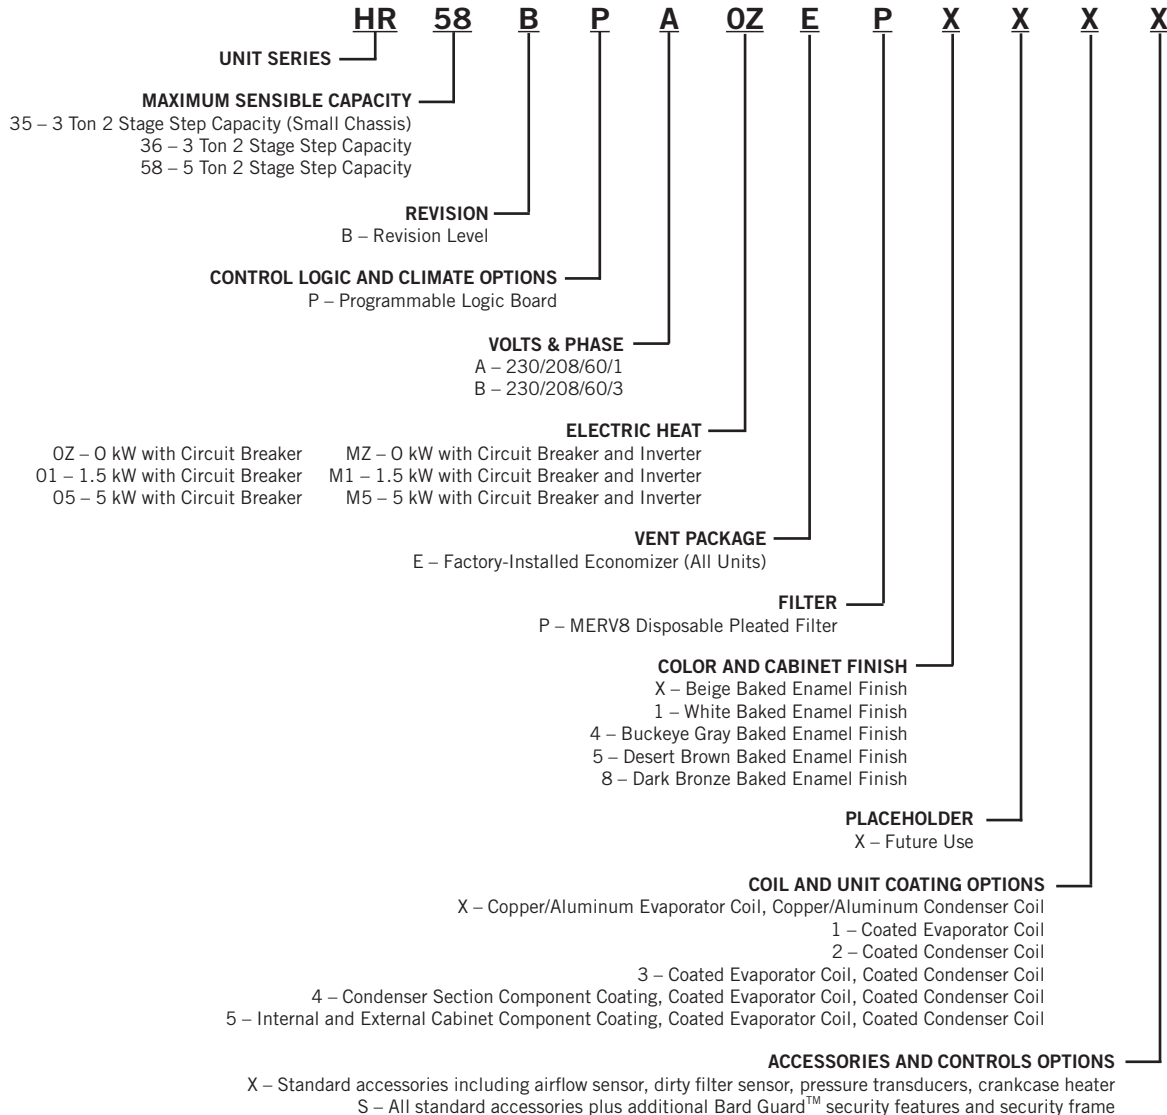 HR 58 B P A 0Z E P X X X X
UNIT SERIES
MAXIMUM SENSIBLE CAPACITY
35 – 3 Ton 2 Stage Step Capacity (Small Chassis)
36 – 3 Ton 2 Stage Step Capacity
58 – 5 Ton 2 Stage Step Capacity
REVISION
B – Revision Level
CONTROL LOGIC AND CLIMATE OPTIONS
P – Programmable Logic Board
VOLTS & PHASE
A – 230/208/60/1
B – 230/208/60/3
ELECTRIC HEAT
0Z – 0 kW with Circuit Breaker MZ – 0 kW with Circuit Breaker and Inverter
01 – 1.5 kW with Circuit Breaker M1 – 1.5 kW with Circuit Breaker and Inverter
05 – 5 kW with Circuit Breaker M5 – 5 kW with Circuit Breaker and Inverter
VENT PACKAGE
E – Factory-Installed Economizer (All Units)
FILTER
P – MERV8 Disposable Pleated Filter
COLOR AND CABINET FINISH
X – Beige Baked Enamel Finish
1 – White Baked Enamel Finish
4 – Buckeye Gray Baked Enamel Finish
5 – Desert Brown Baked Enamel Finish
8 – Dark Bronze Baked Enamel Finish
PLACEHOLDER
X – Future Use
COIL AND UNIT COATING OPTIONS
X – Copper/Aluminum Evaporator Coil, Copper/Aluminum Condenser Coil
1 – Coated Evaporator Coil
2 – Coated Condenser Coil
3 – Coated Evaporator Coil, Coated Condenser Coil
4 – Condenser Section Component Coating, Coated Evaporator Coil, Coated Condenser Coil
5 – Internal and External Cabinet Component Coating, Coated Evaporator Coil, Coated Condenser Coil
ACCESSORIES AND CONTROLS OPTIONS
X – Standard accessories including airflow sensor, dirty filter sensor, pressure transducers, crankcase heater
S – All standard accessories plus additional Bard Guard™ security features and security frame